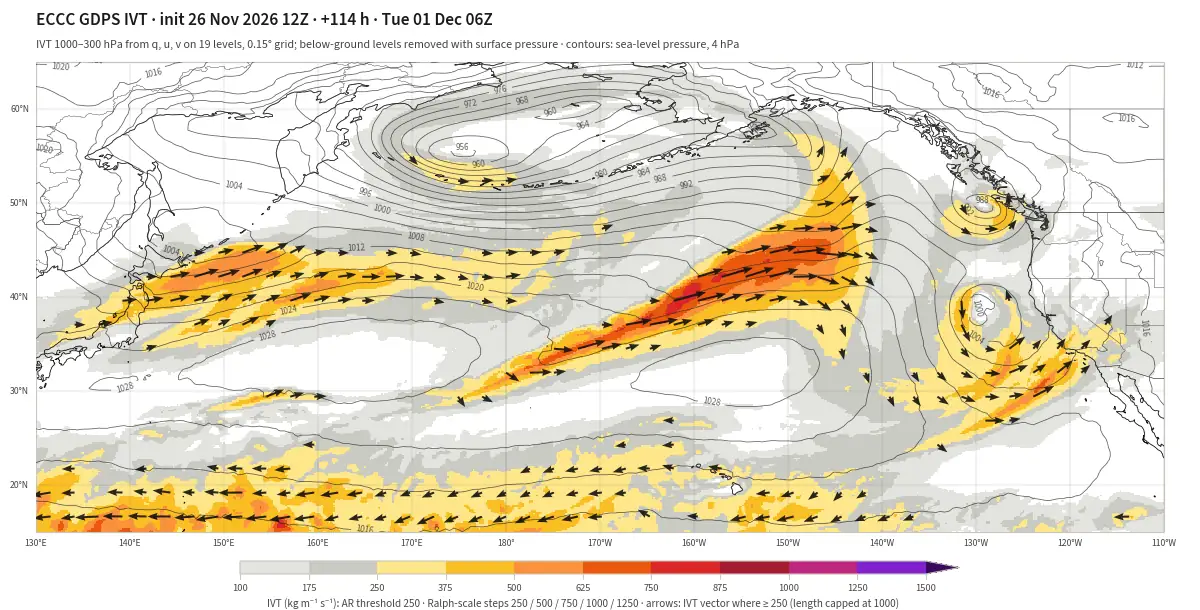 ECCC GDPS IVT · init 26 Nov 2026 12Z · +114 h · Tue 01 Dec 06Z
IVT 1000–300 hPa from q, u, v on 19 levels, 0.15° grid; below-ground levels removed with surface pressure · contours: sea-level pressure, 4 hPa
1020
1016
1012
976
972
968
960
964
1016
1016
60°N
1000
956
960
980
984
988
992
1004
996
1000
50°N
988
992
1004
1012
1008
1020
40°N
1024
1028
1000
1004
1016
30°N
1028
1028
20°N
1016
130°E
140°E
150°E
160°E
170°E
180°
170°W
160°W
150°W
140°W
130°W
120°W
110°W
100
175
250
375
500
625
750
875
1000
1250
1500
IVT (kg m⁻¹ s⁻¹): AR threshold 250 · Ralph-scale steps 250 / 500 / 750 / 1000 / 1250 · arrows: IVT vector where ≥ 250 (length capped at 1000)